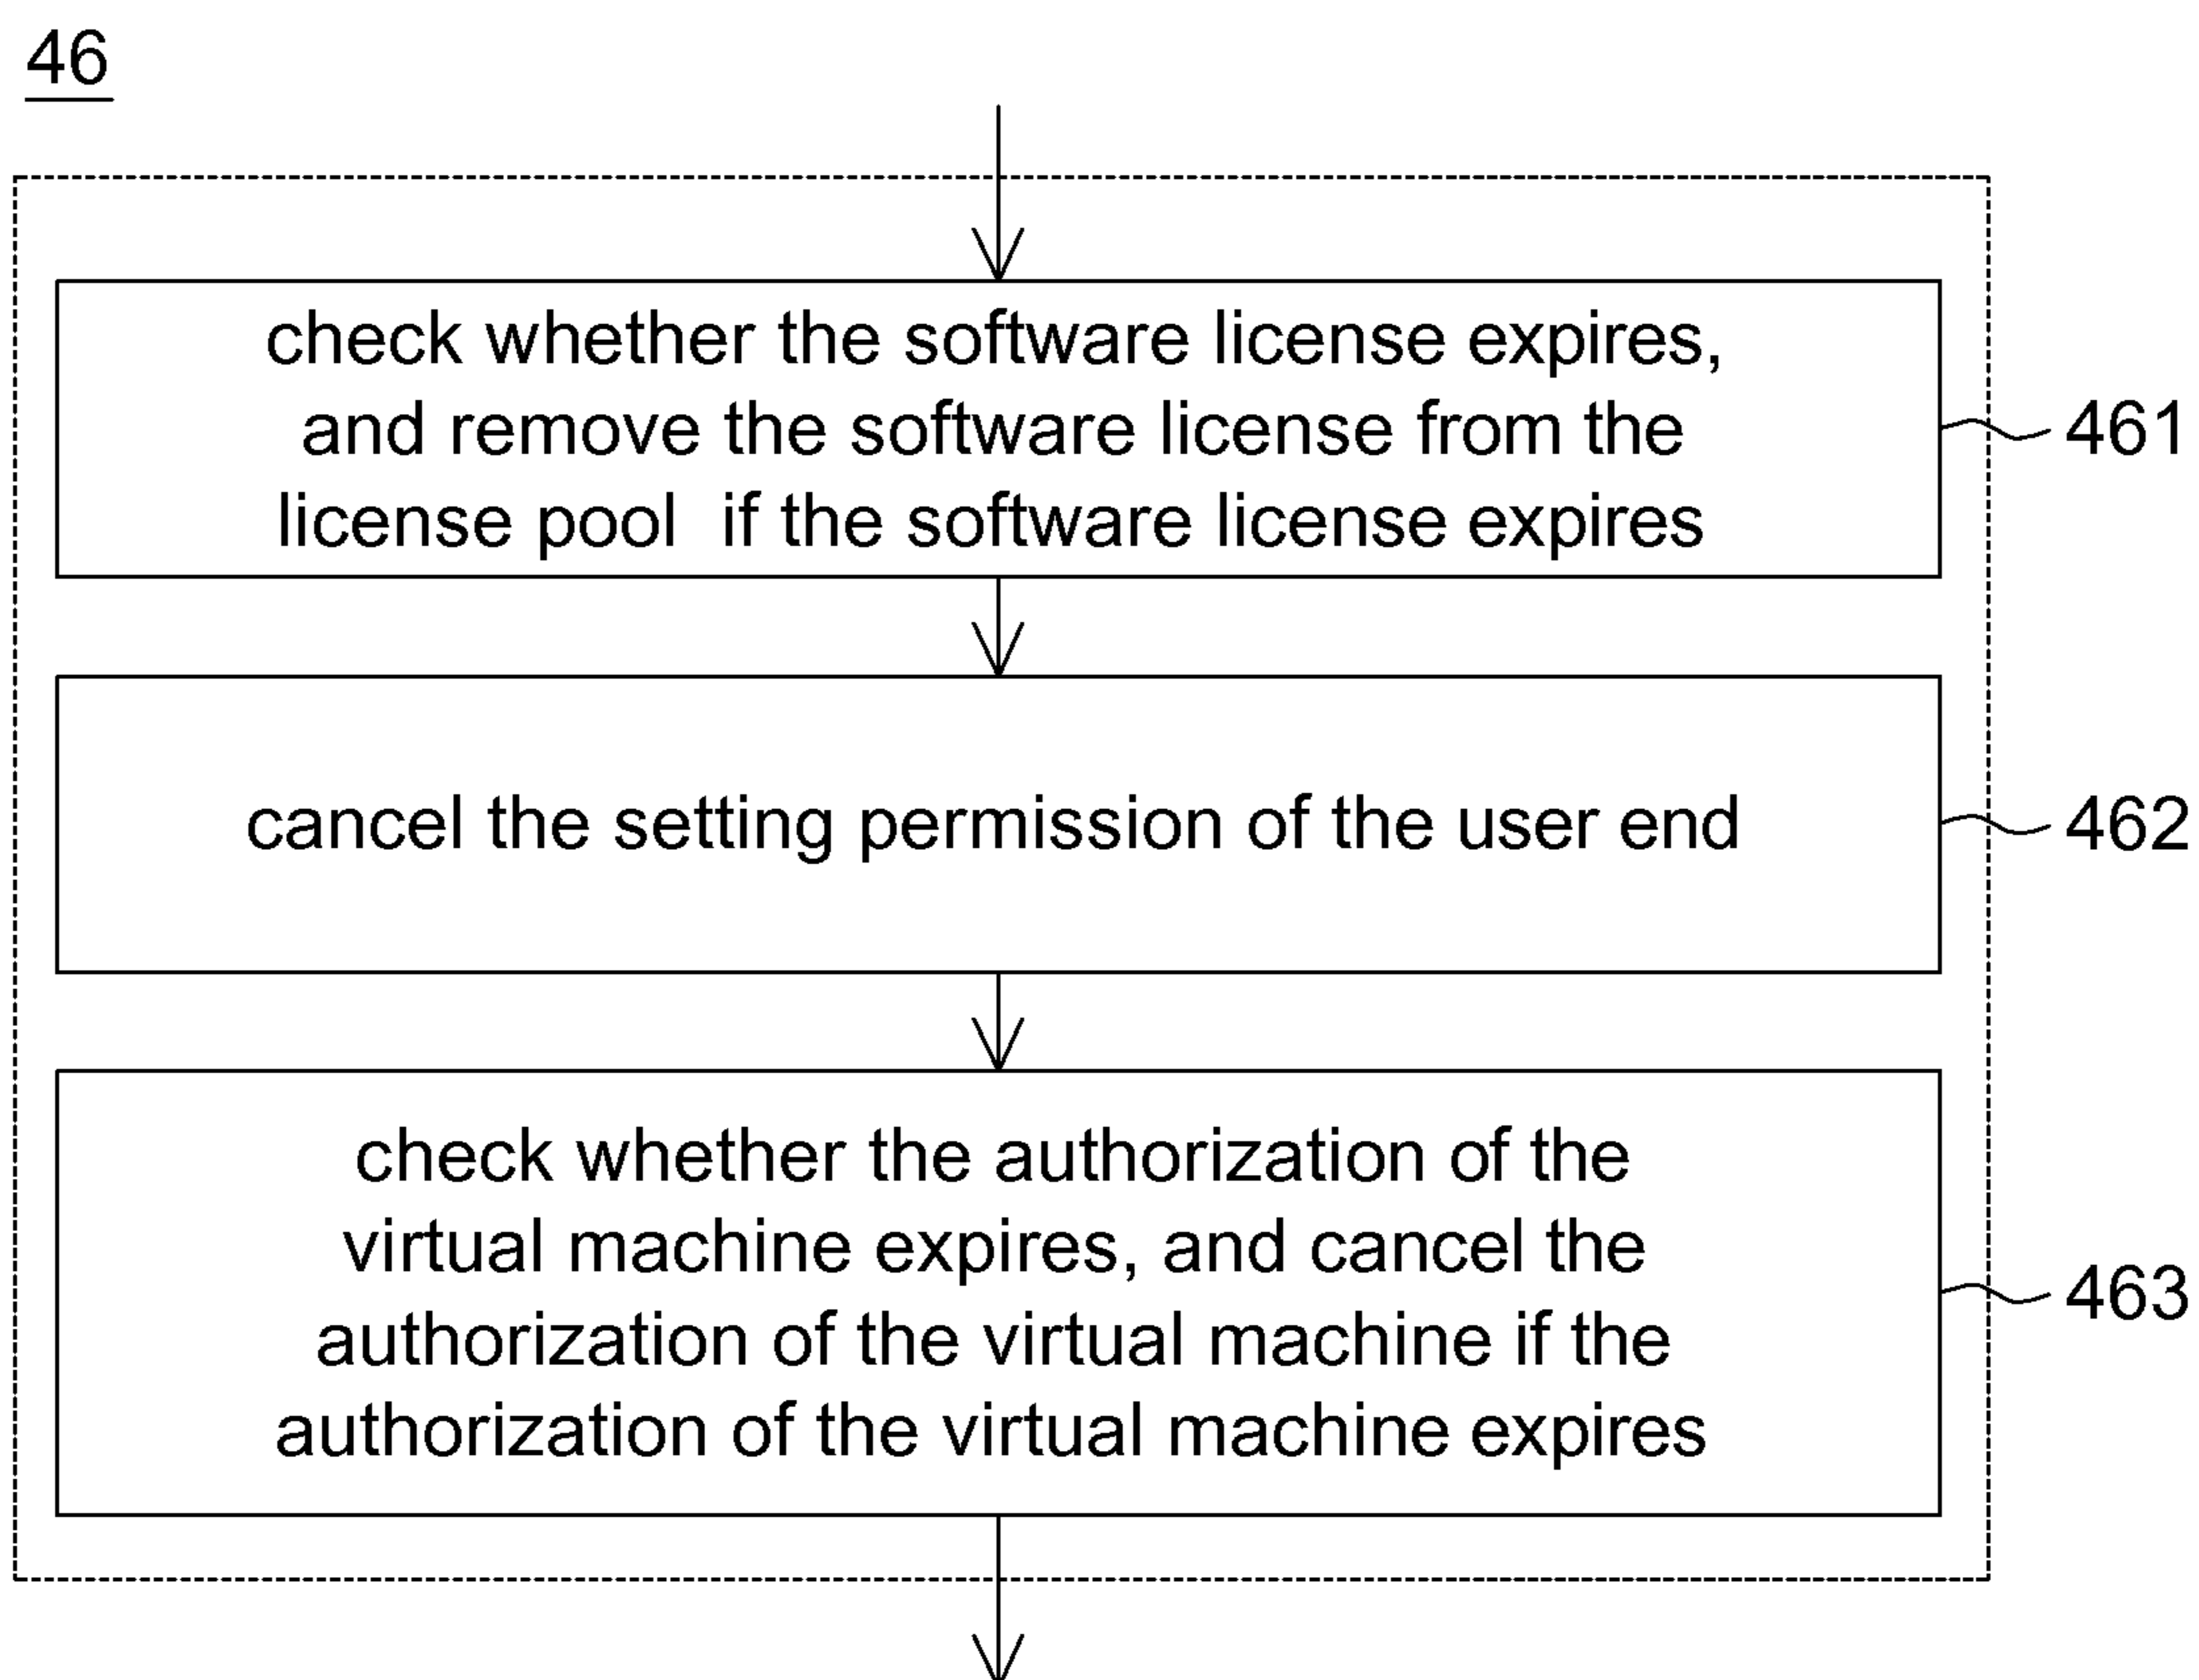 46
check whether the software license expires,
and remove the software license from the
license pool  if the software license expires
461
cancel the setting permission of the user end
462
check whether the authorization of the
virtual machine expires, and cancel the
authorization of the virtual machine if the
authorization of the virtual machine expires
463